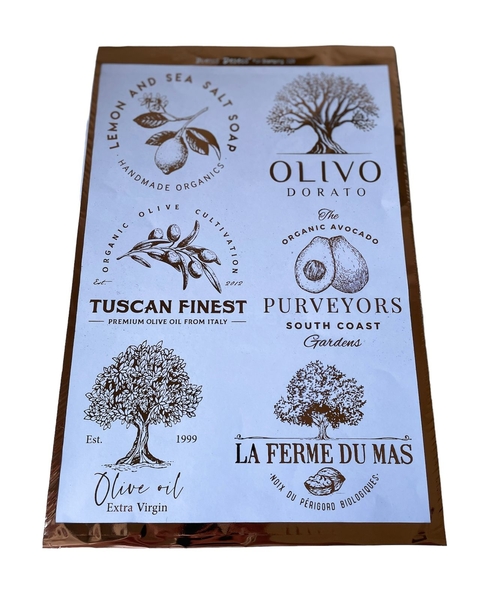 LEMON AND SEA SALT SOAP
HANDMADE ORGANICS
OLIVO
DORATO
ORGANIC OLIVE CULTIVATION
Est 2012
TUSCAN FINEST
PREMIUM OLIVE OIL FROM ITALY
The
ORGANIC AVOCADO
PURVEYORS
SOUTH COAST
Gardens
Est. 1999
Olive oil
Extra Virgin
LA FERME DU MAS
NOIX DU PÉRIGORD BIOLOGIQUES